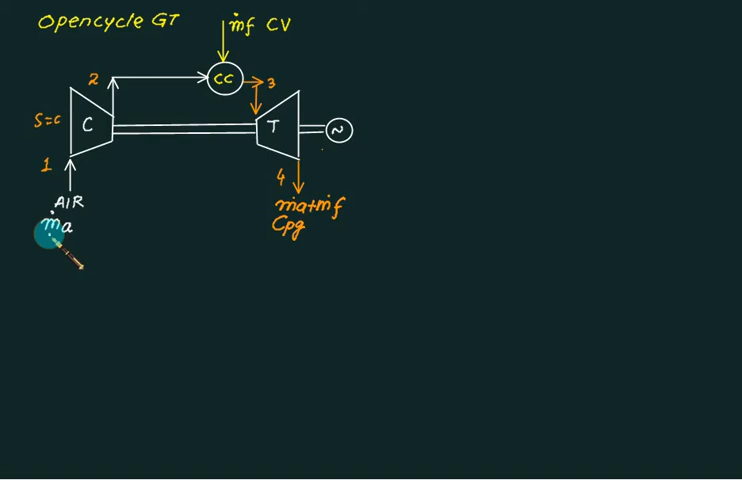 Opencycle GT
ṁf CV
2
CC
3
S=c
C
T
~
1
4
AIR
ṁa
ṁa+ṁf
Cpg